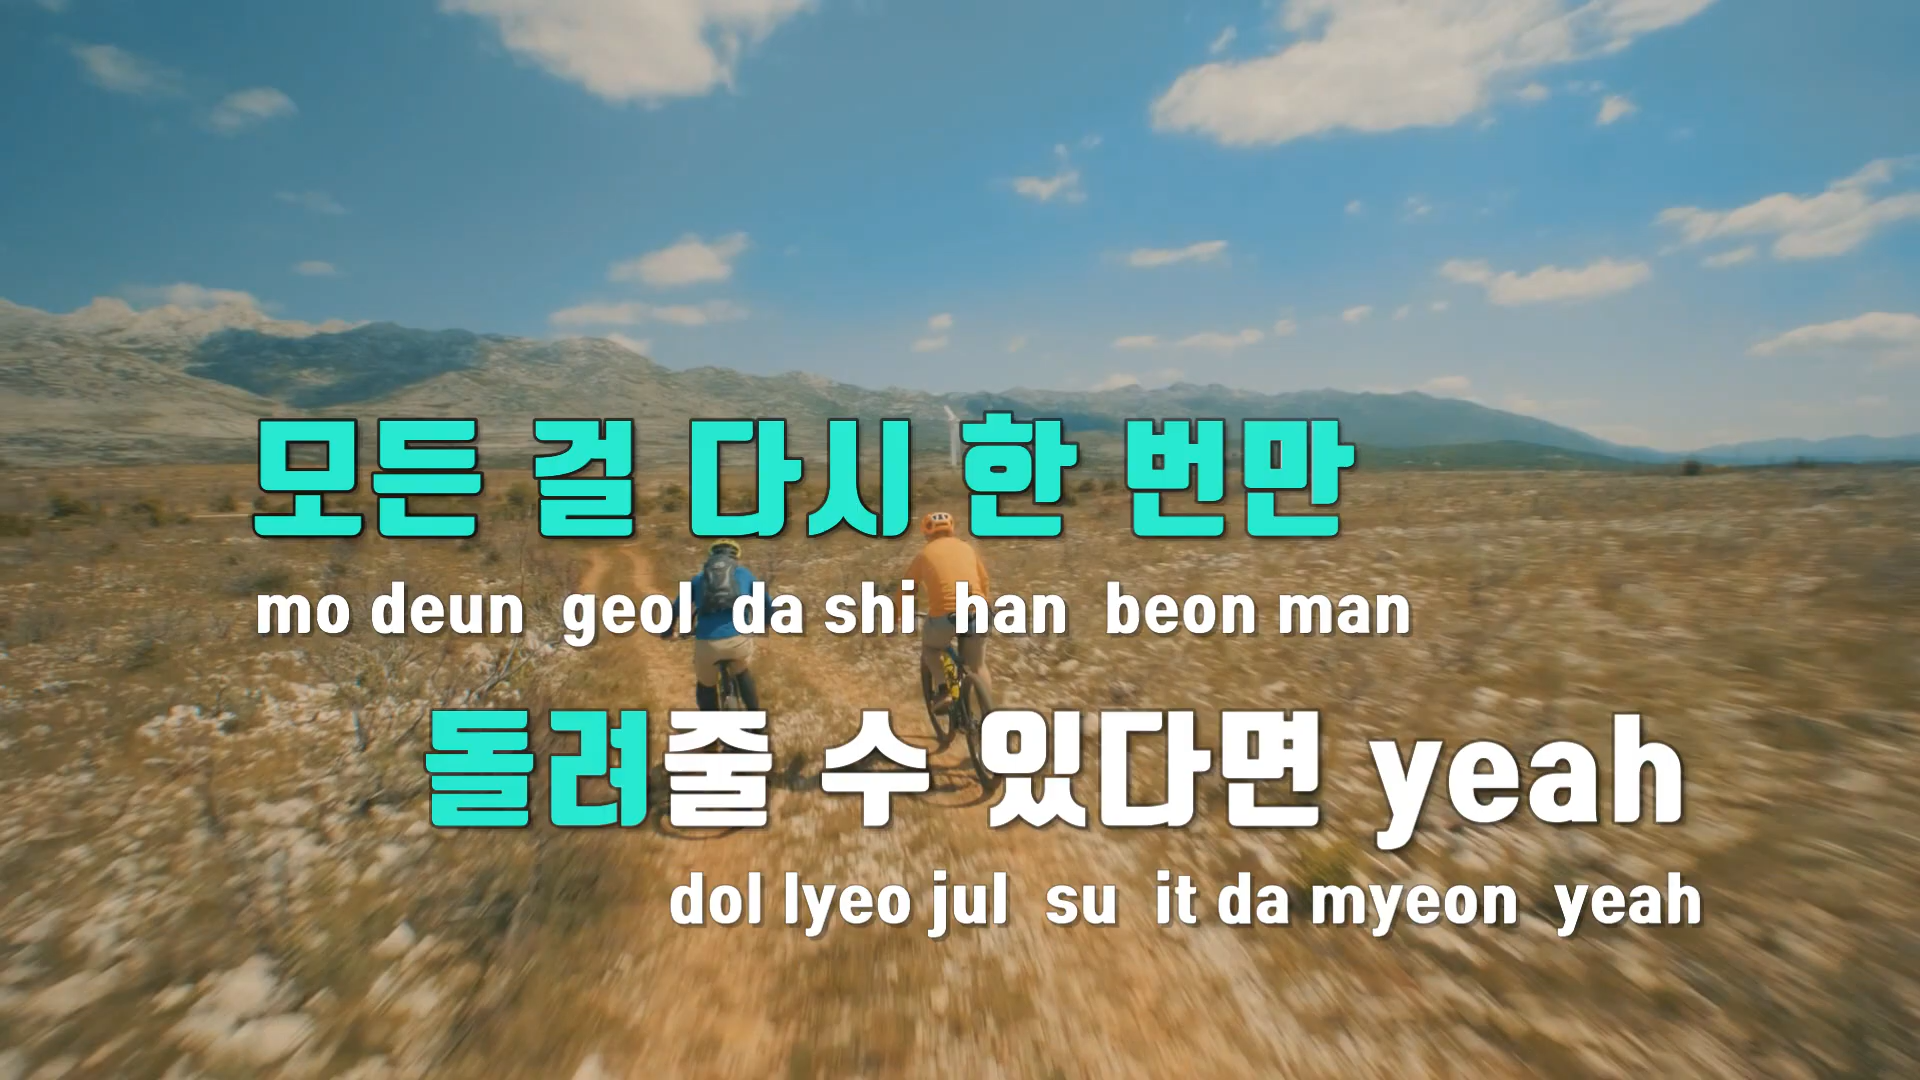 모든 걸 다시 한 번만
mo deun geol da shi han beon man
돌려줄 수 있다면 yeah
dol lyeo jul su it da myeon yeah